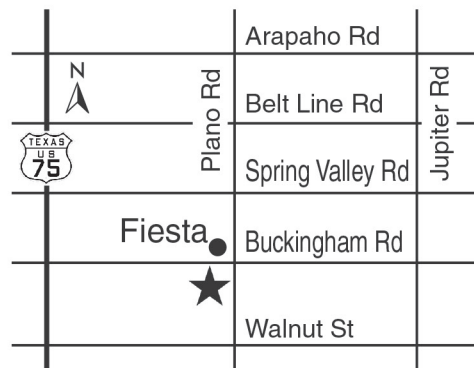 Arapaho Rd
N
Plano Rd
Belt Line Rd
Jupiter Rd
TEXAS
US
75
Spring Valley Rd
Fiesta
Buckingham Rd
Walnut St